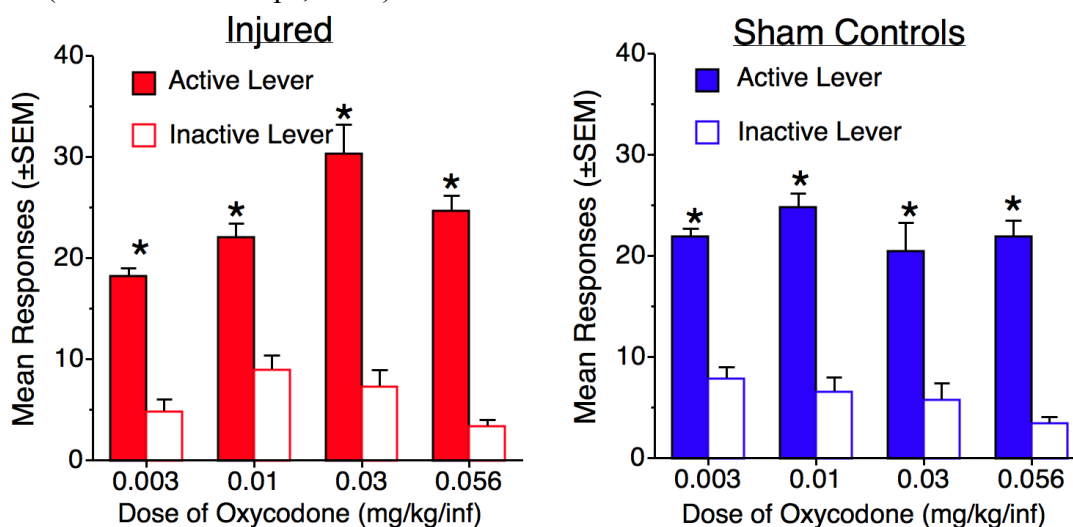 Injured
Active Lever
Inactive Lever
Mean Responses (±SEM)
40
30
20
10
0
*
*
*
*
0.003 0.01 0.03 0.056
Dose of Oxycodone (mg/kg/inf)
Sham Controls
Active Lever
Inactive Lever
Mean Responses (±SEM)
40
30
20
10
0
*
*
*
*
0.003 0.01 0.03 0.056
Dose of Oxycodone (mg/kg/inf)